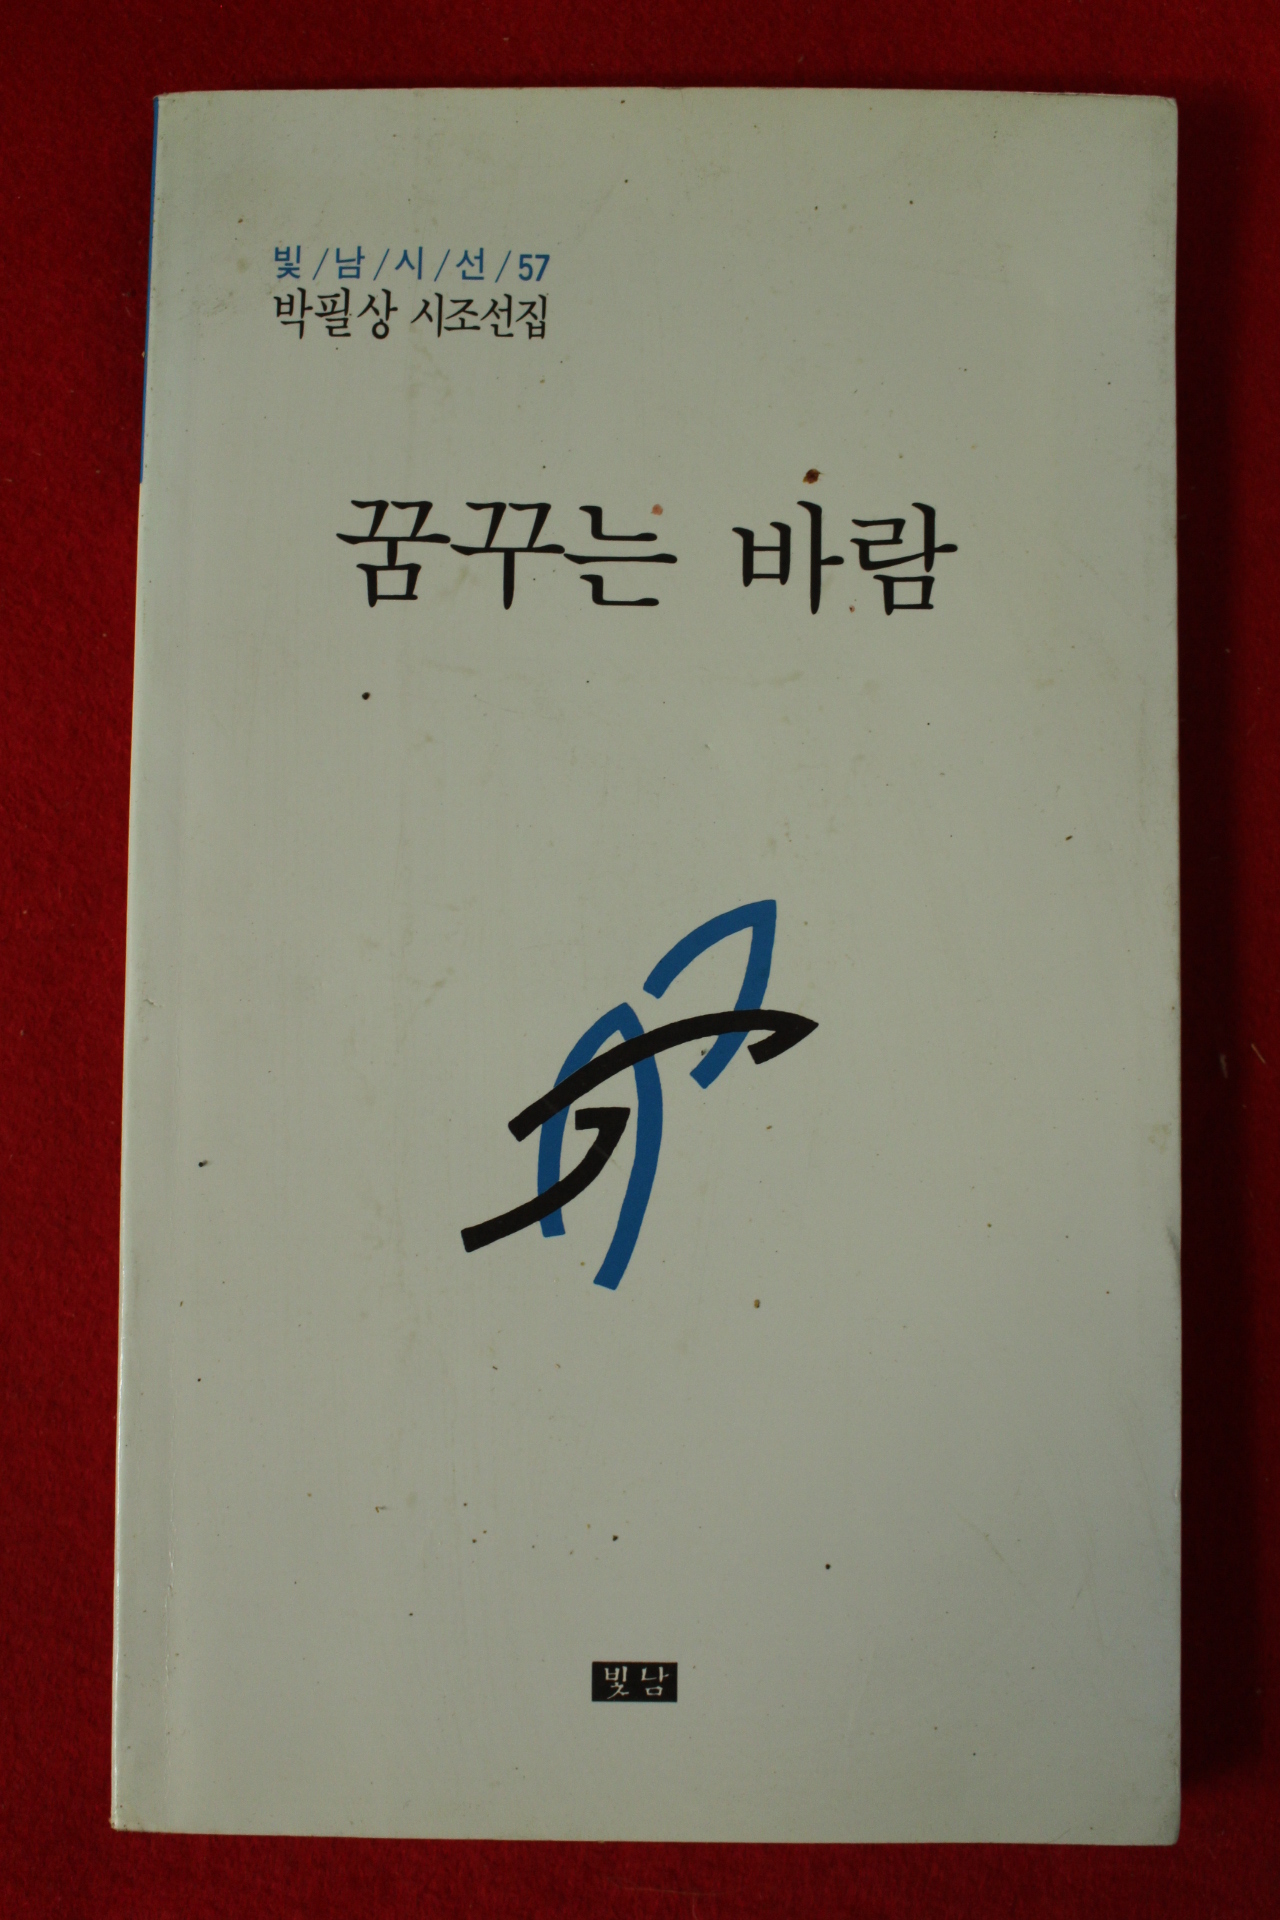 빛/남/시/선/57
박필상 시조선집
꿈꾸는 바람
빛남